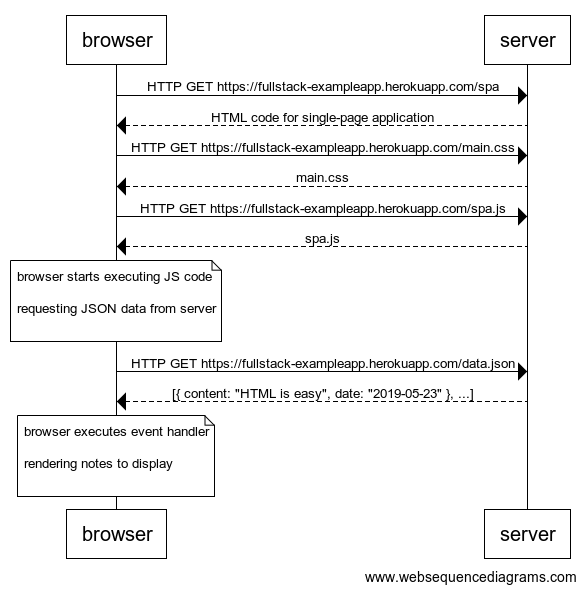 browser
server
HTTP GET https://fullstack-exampleapp.herokuapp.com/spa
HTML code for single-page application
HTTP GET https://fullstack-exampleapp.herokuapp.com/main.css
main.css
HTTP GET https://fullstack-exampleapp.herokuapp.com/spa.js
spa.js
browser starts executing JS code
requesting JSON data from server
HTTP GET https://fullstack-exampleapp.herokuapp.com/data.json
[{ content: "HTML is easy", date: "2019-05-23" }, ...]
browser executes event handler
rendering notes to display
browser
server
www.websequencediagrams.com